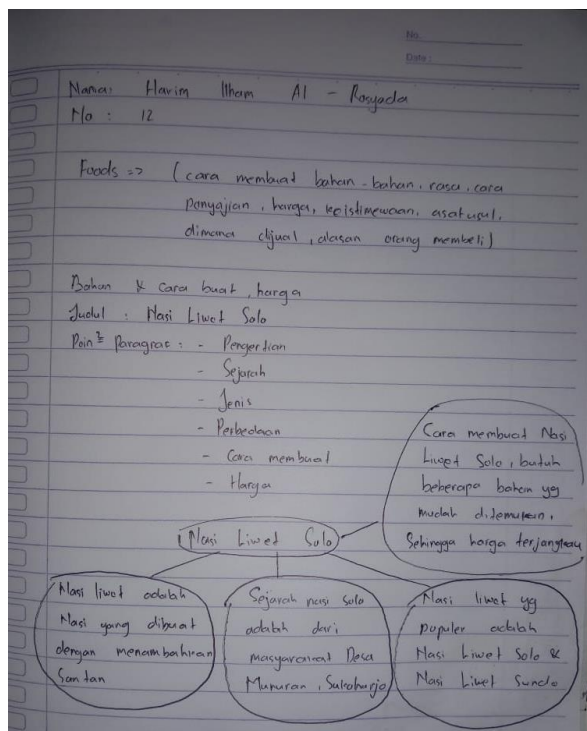 No.
Date :
Nama: Harim Ilham Al - Rosyada
No : 12
Foods => (cara membuat bahan-bahan, rasa, cara
penyajian, harga, keistimewaan, asal usul,
dimana dijual, alasan orang membeli)
Bahan & cara buat, harga
Judul : Nasi Liwet Solo
Poin² Paragraf : - Pengertian
- Sejarah
- Jenis
- Perbedaan
- Cara membuat
- Harga
Cara membuat Nasi
Liwet Solo, butuh
beberapa bahan yg
mudah ditemukan,
Sehingga harga terjangkau
Nasi Liwet Solo
Nasi liwet adalah
Nasi yang dibuat
dengan menambahkan
Santan
Sejarah nasi Solo
adalah dari
masyarakat Desa
Menuran, Sukoharjo
Nasi liwet yg
populer adalah
Nasi Liwet Solo &
Nasi Liwet Sunda